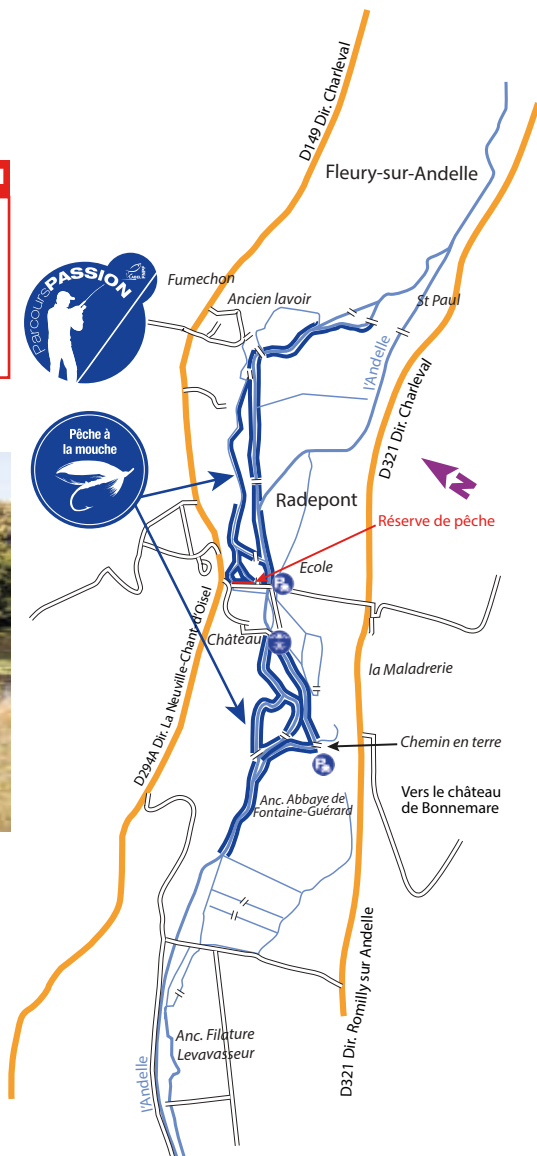 D149 Dir. Charleval
Fleury-sur-Andelle
Parcours PASSION
Fumechon
Ancien lavoir
St Paul
l'Andelle
D321 Dir. Charleval
Pêche à
la mouche
N
Radepont
Réserve de pêche
Ecole
P
Château
D294A Dir. La Neuville-Chant-d'Oisel
la Maladrerie
Chemin en terre
P
Anc. Abbaye de
Fontaine-Guérard
Vers le château
de Bonnemare
D321 Dir. Romilly sur Andelle
Anc. Filature
Levavasseur
l'Andelle